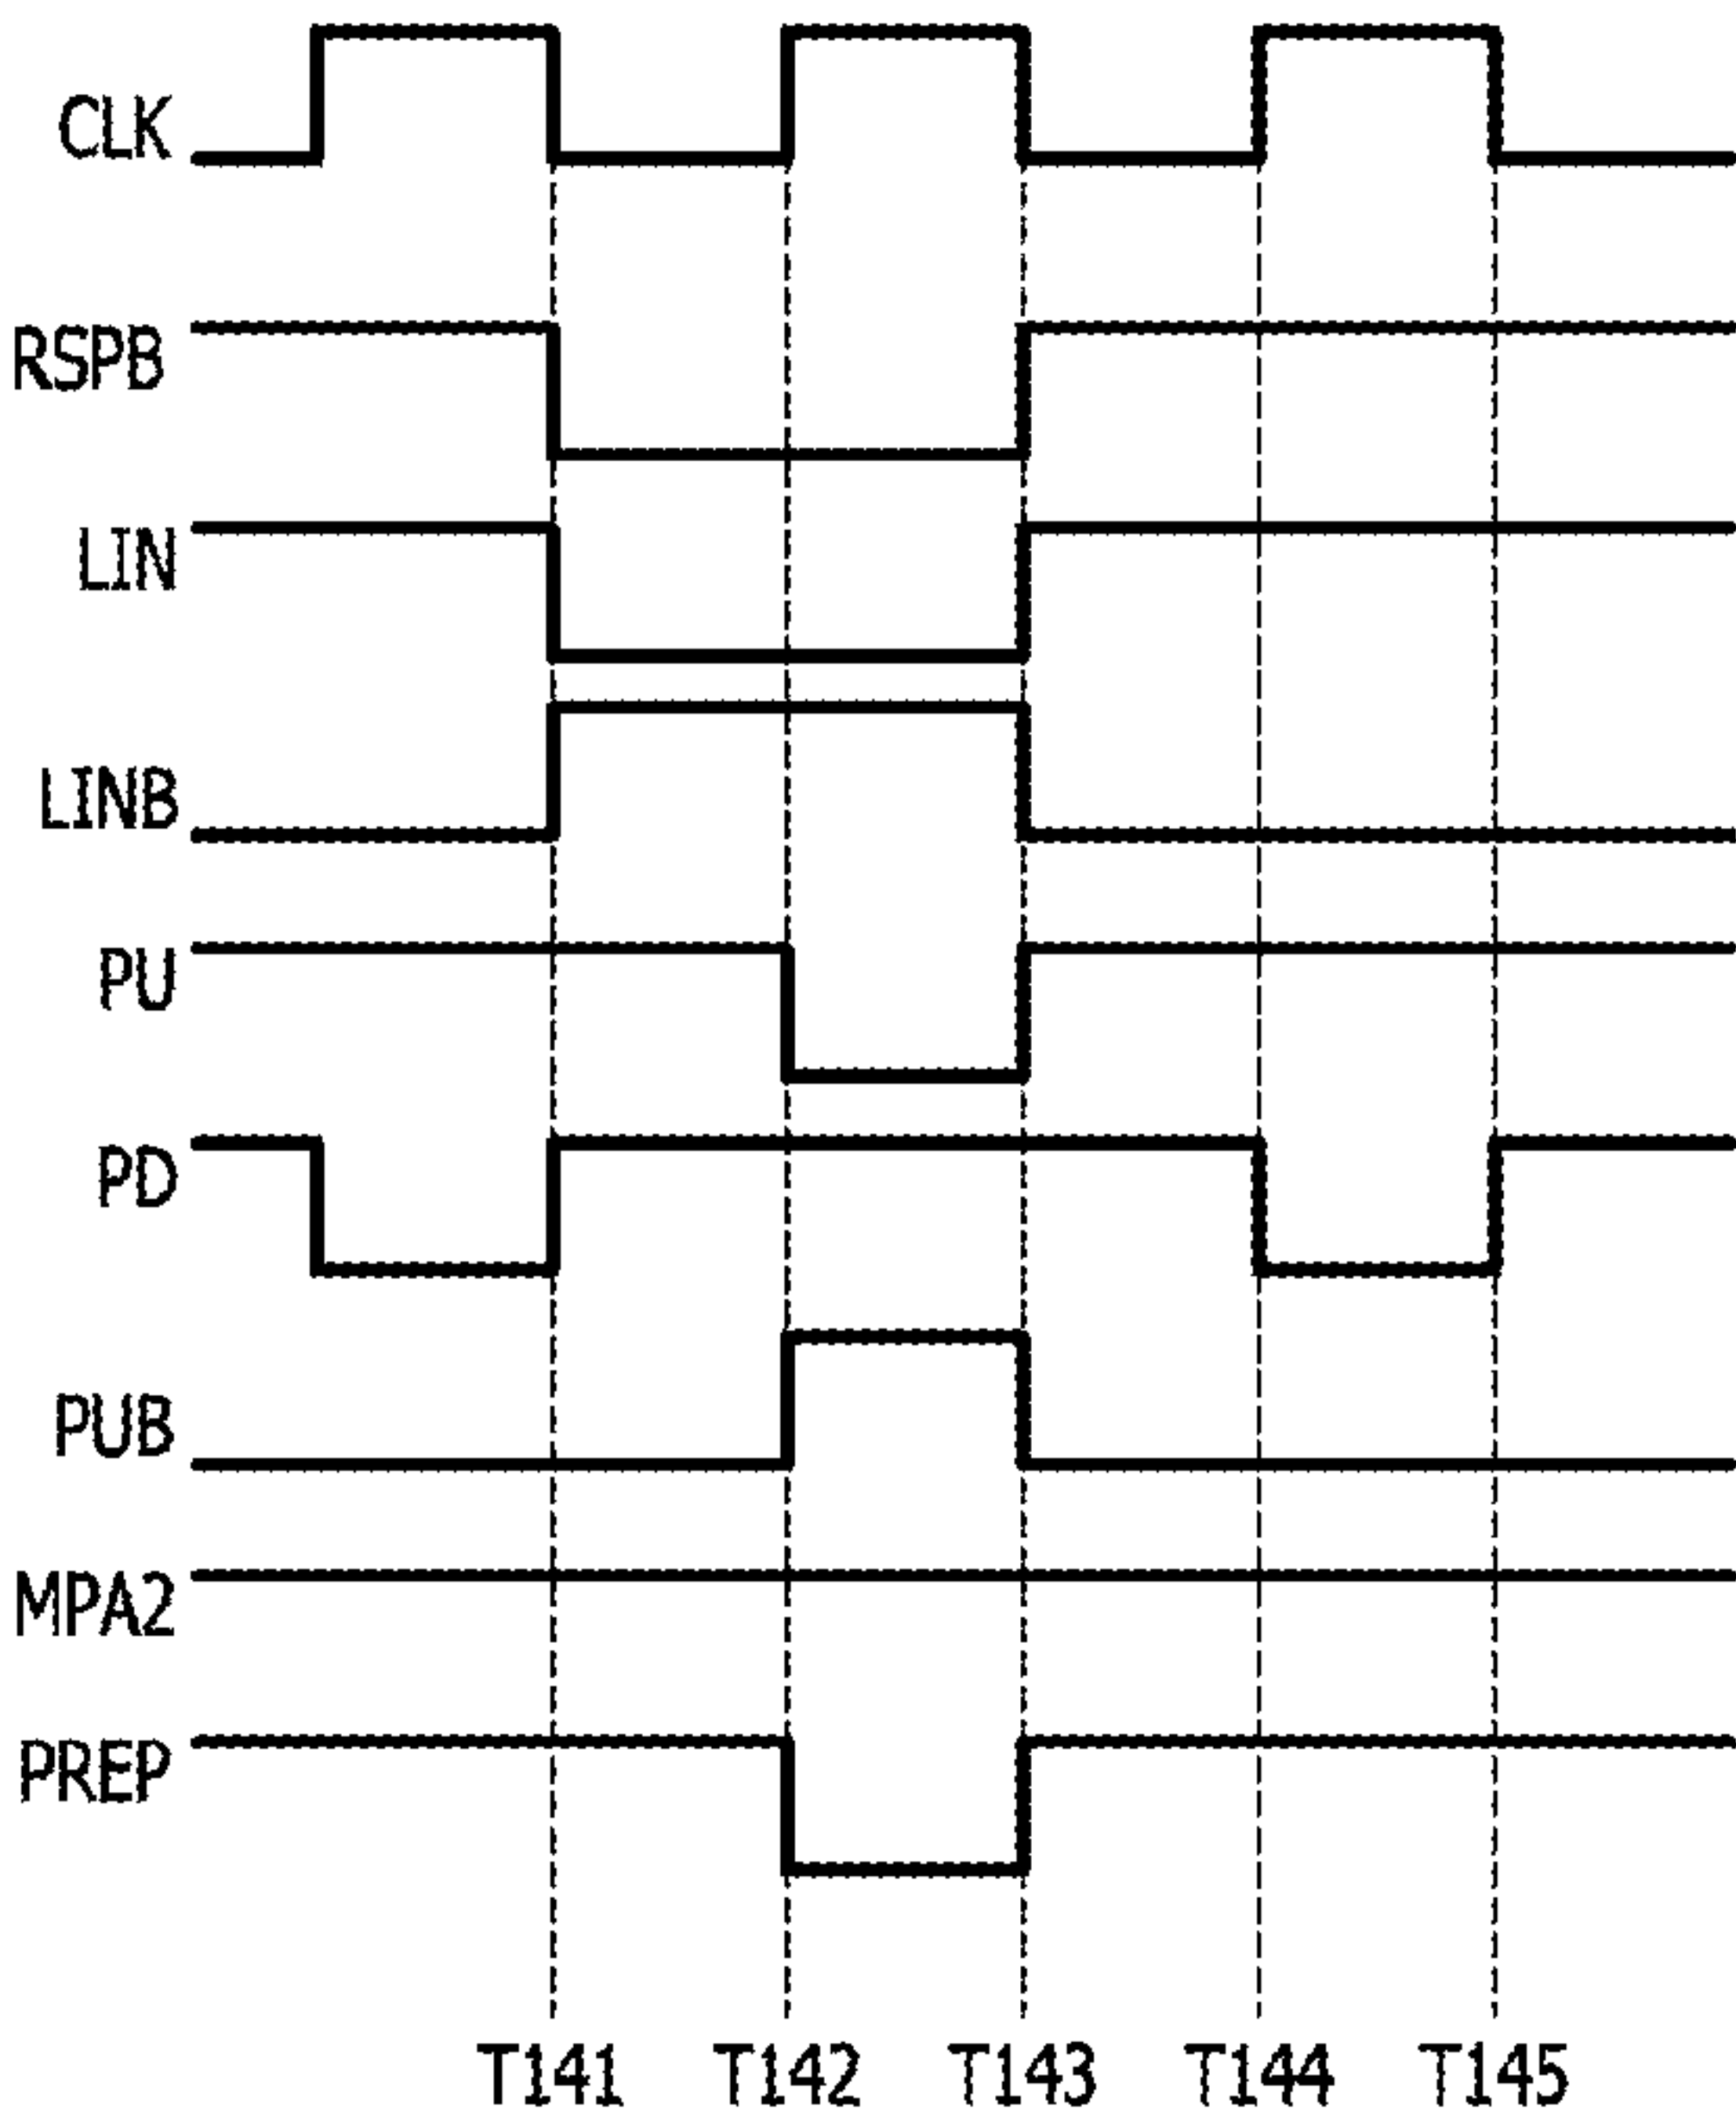 CLK
RSPB
LIN
LINB
PU
PD
PUB
MPA2
PREP
T141 T142 T143 T144 T145